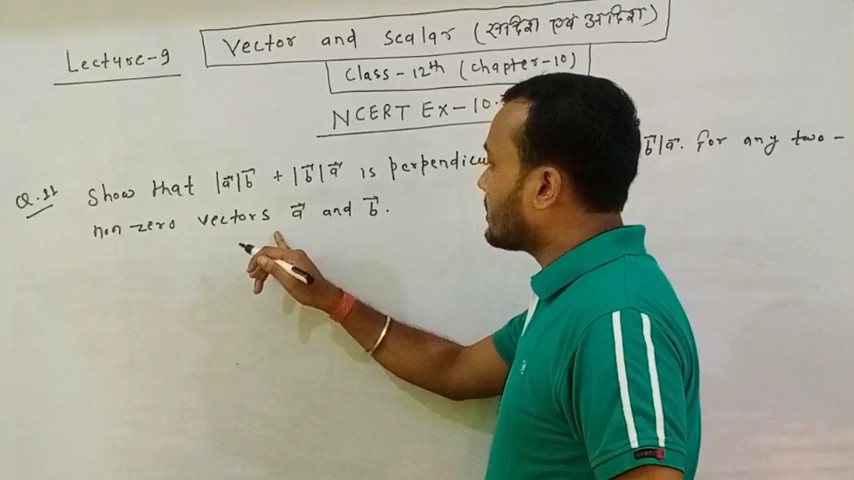 Lecture-9
Vector and Scalar (सदिश एवं अदिश)
Class-12th (Chapter-10)
NCERT Ex-10.
Q.11 Show that |a⃗|b⃗ + |b⃗|a⃗ is perpendicu b⃗|a⃗. For any two-
non zero vectors a⃗ and b⃗.